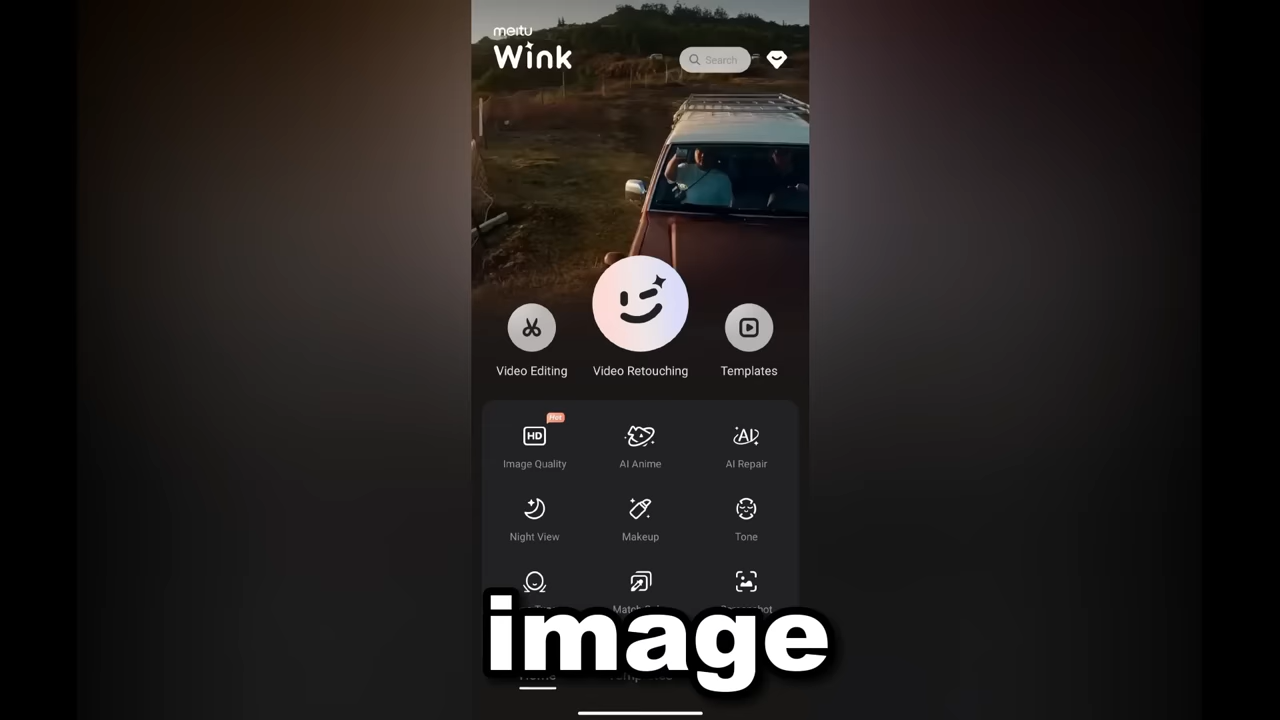 meitu
Wink
Search
Video Editing
Video Retouching
Templates
Hot
HD
Image Quality
AI Anime
AI
AI Repair
Night View
Makeup
Tone
image